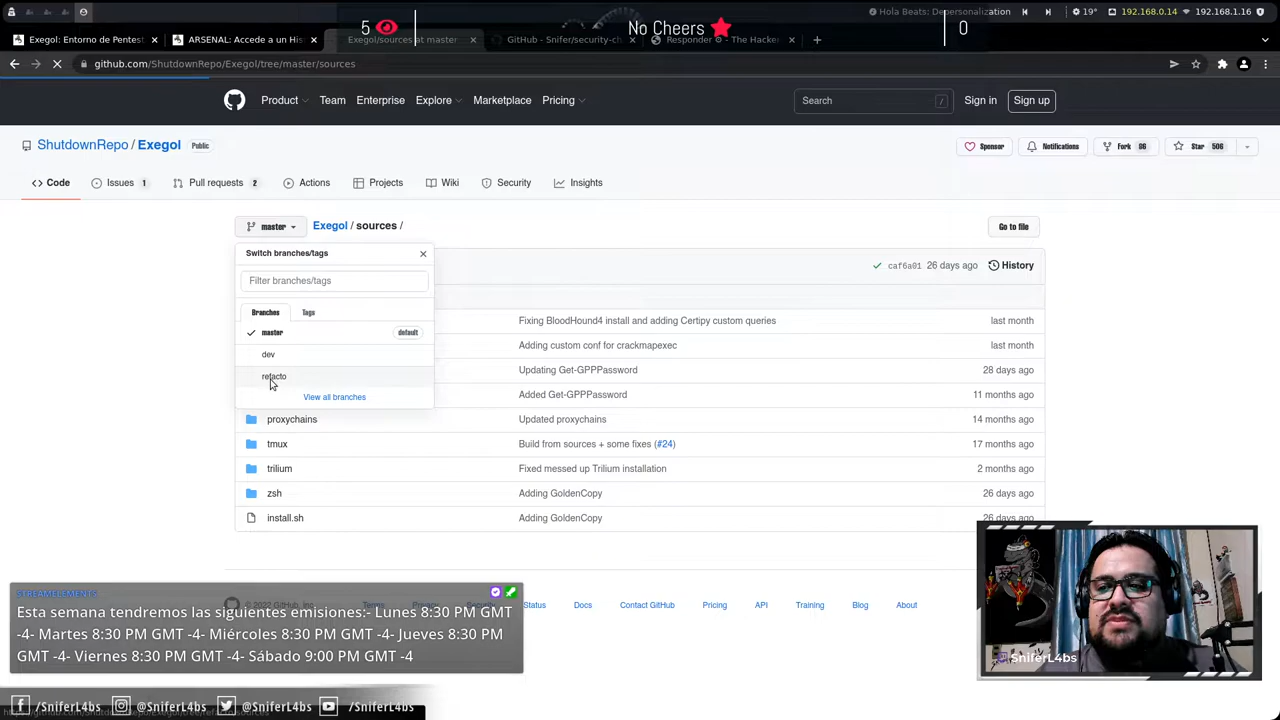 5
No Cheers
0
Hola Beats: Depersonalization
19°
192.168.0.14
192.168.1.16
Exegol: Entorno de Pentest
ARSENAL: Accede a un His
Exegol/sources at master
GitHub - Snifer/security-ch
Responder
- The Hacker
github.com/ShutdownRepo/Exegol/tree/master/sources
Product
Team
Enterprise
Explore
Marketplace
Pricing
Search
/
Sign in
Sign up
ShutdownRepo / Exegol
Public
Sponsor
Notifications
Fork 96
Star 506
Code
Issues 1
Pull requests 2
Actions
Projects
Wiki
Security
Insights
master
Exegol / sources /
Go to file
Switch branches/tags
Filter branches/tags
Branches
Tags
master
default
dev
refacto
View all branches
caf6a01 26 days ago
History
Fixing BloodHound4 install and adding Certipy custom queries
last month
Adding custom conf for crackmapexec
last month
Updating Get-GPPPassword
28 days ago
Added Get-GPPPassword
11 months ago
proxychains
Updated proxychains
14 months ago
tmux
Build from sources + some fixes (#24)
17 months ago
trilium
Fixed messed up Trilium installation
2 months ago
zsh
Adding GoldenCopy
26 days ago
install.sh
Adding GoldenCopy
26 days ago
Status
Docs
Contact GitHub
Pricing
API
Training
Blog
About
STREAMELEMENTS
Esta semana tendremos las siguientes emisiones:- Lunes 8:30 PM GMT
-4- Martes 8:30 PM GMT -4- Miércoles 8:30 PM GMT -4- Jueves 8:30 PM
GMT -4- Viernes 8:30 PM GMT -4- Sábado 9:00 PM GMT -4
SniferL4bs
/SniferL4bs
@SniferL4bs
@SniferL4bs
/SniferL4bs